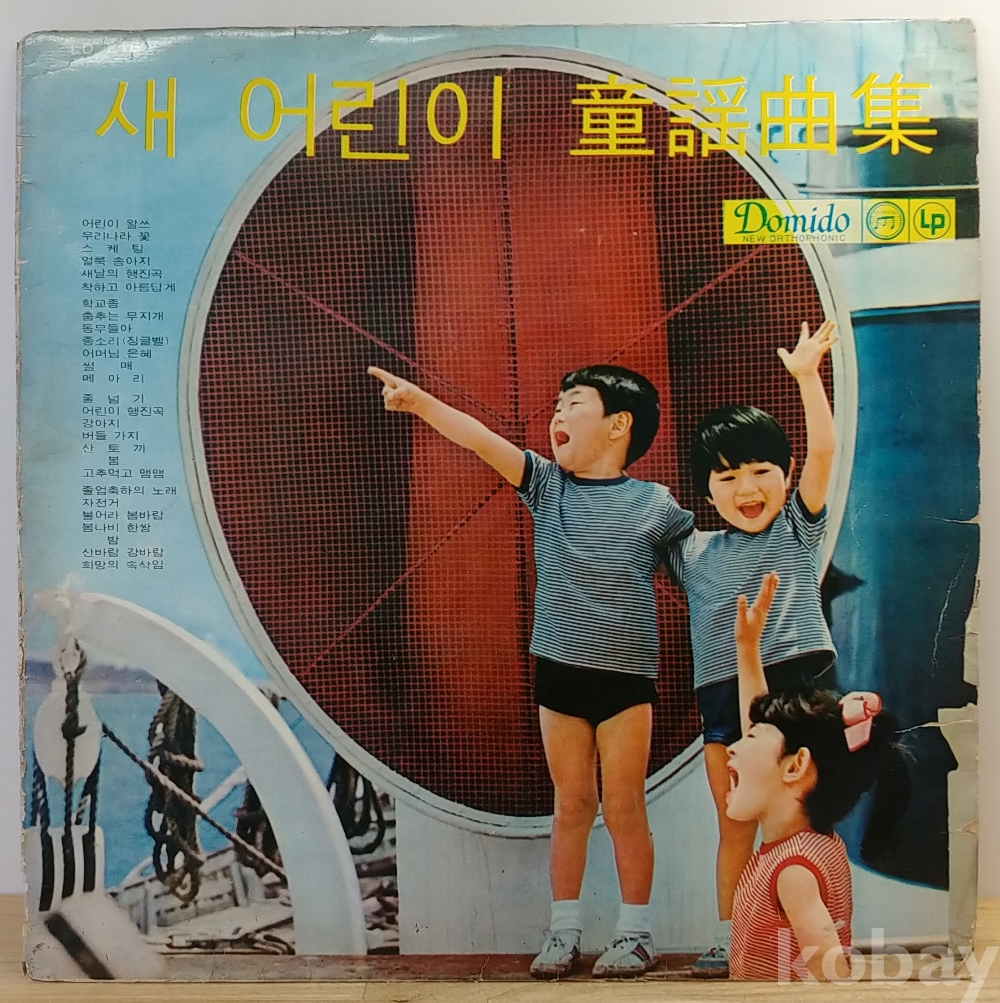 새 어린이 童謡曲集
Domido
NEW ORTHOPHONIC
LP
어린이 왈쓰
우리나라 꽃
스 케 팅
얼룩 송아지
새날의 행진곡
착하고 아름답게
학교종
춤추는 무지개
동무들아
종소리(징글벨)
어머님 은혜
썰 매
메 아 리
줄 넘 기
어린이 행진곡
강아지
버들 가지
산 토 끼
봄
고추먹고 맴맴
졸업축하의 노래
자전거
불어라 봄바람
봄나비 한쌍
밤
산바람 강바람
희망의 속삭임
kobay